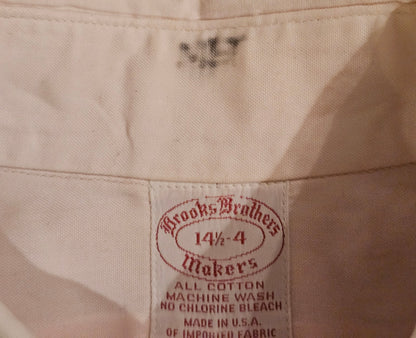 Brooks Brothers
14½-4
Makers
ALL COTTON
MACHINE WASH
NO CHLORINE BLEACH
MADE IN U.S.A.
OF IMPORTED FABRIC